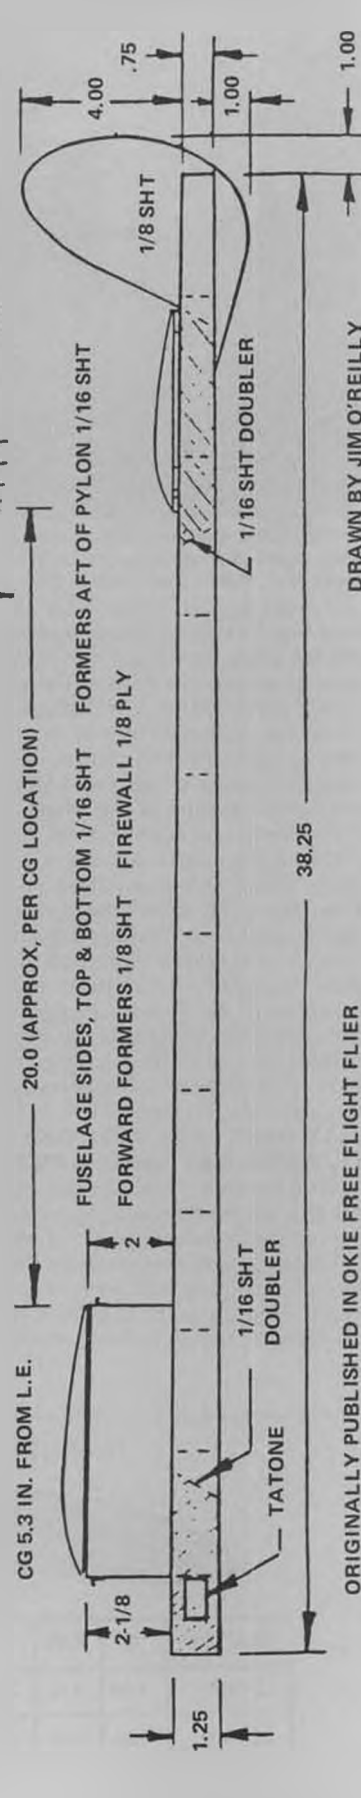 CG 5.3 IN. FROM L.E.
20.0 (APPROX, PER CG LOCATION)
4.00
.75
FUSELAGE SIDES, TOP & BOTTOM 1/16 SHT
FORMERS AFT OF PYLON 1/16 SHT
FORWARD FORMERS 1/8 SHT
FIREWALL 1/8 PLY
2-1/8
2
1/8 SHT
1.00
1.25
TATONE
1/16 SHT
DOUBLER
1/16 SHT DOUBLER
38.25
1.00
ORIGINALLY PUBLISHED IN OKIE FREE FLIGHT FLIER
DRAWN BY JIM O'REILLY